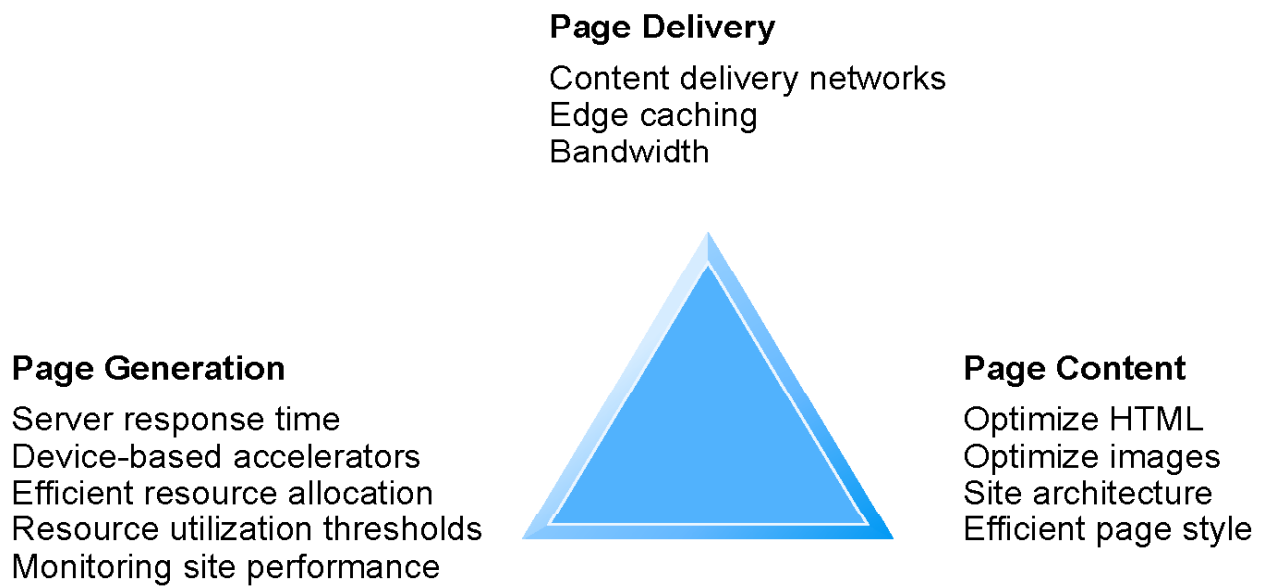 Page Delivery
Content delivery networks
Edge caching
Bandwidth
Page Generation
Server response time
Device-based accelerators
Efficient resource allocation
Resource utilization thresholds
Monitoring site performance
Page Content
Optimize HTML
Optimize images
Site architecture
Efficient page style